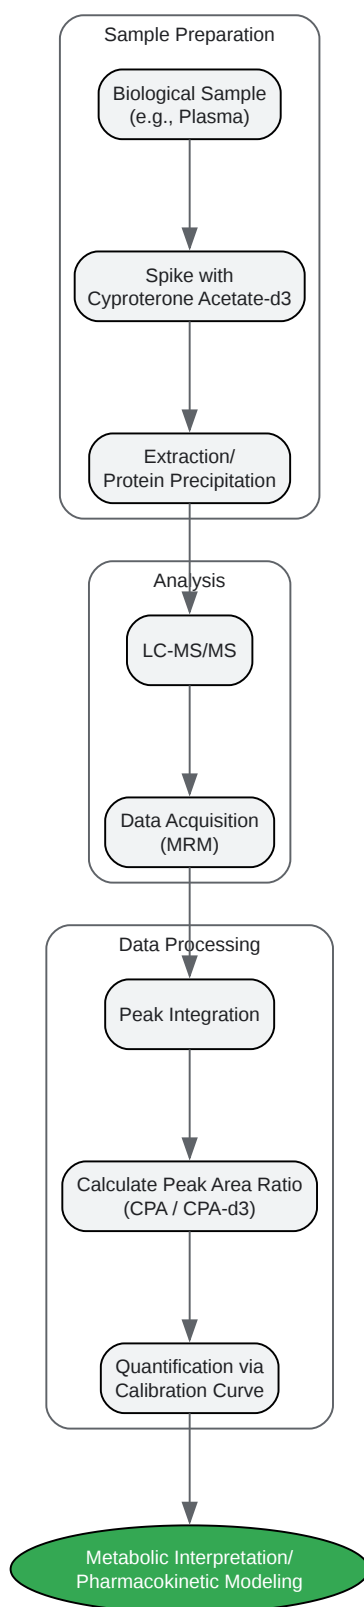 Sample Preparation
Biological Sample
(e.g., Plasma)
Spike with
Cyproterone Acetate-d3
Extraction/
Protein Precipitation
Analysis
LC-MS/MS
Data Acquisition
(MRM)
Data Processing
Peak Integration
Calculate Peak Area Ratio
(CPA / CPA-d3)
Quantification via
Calibration Curve
Metabolic Interpretation/
Pharmacokinetic Modeling